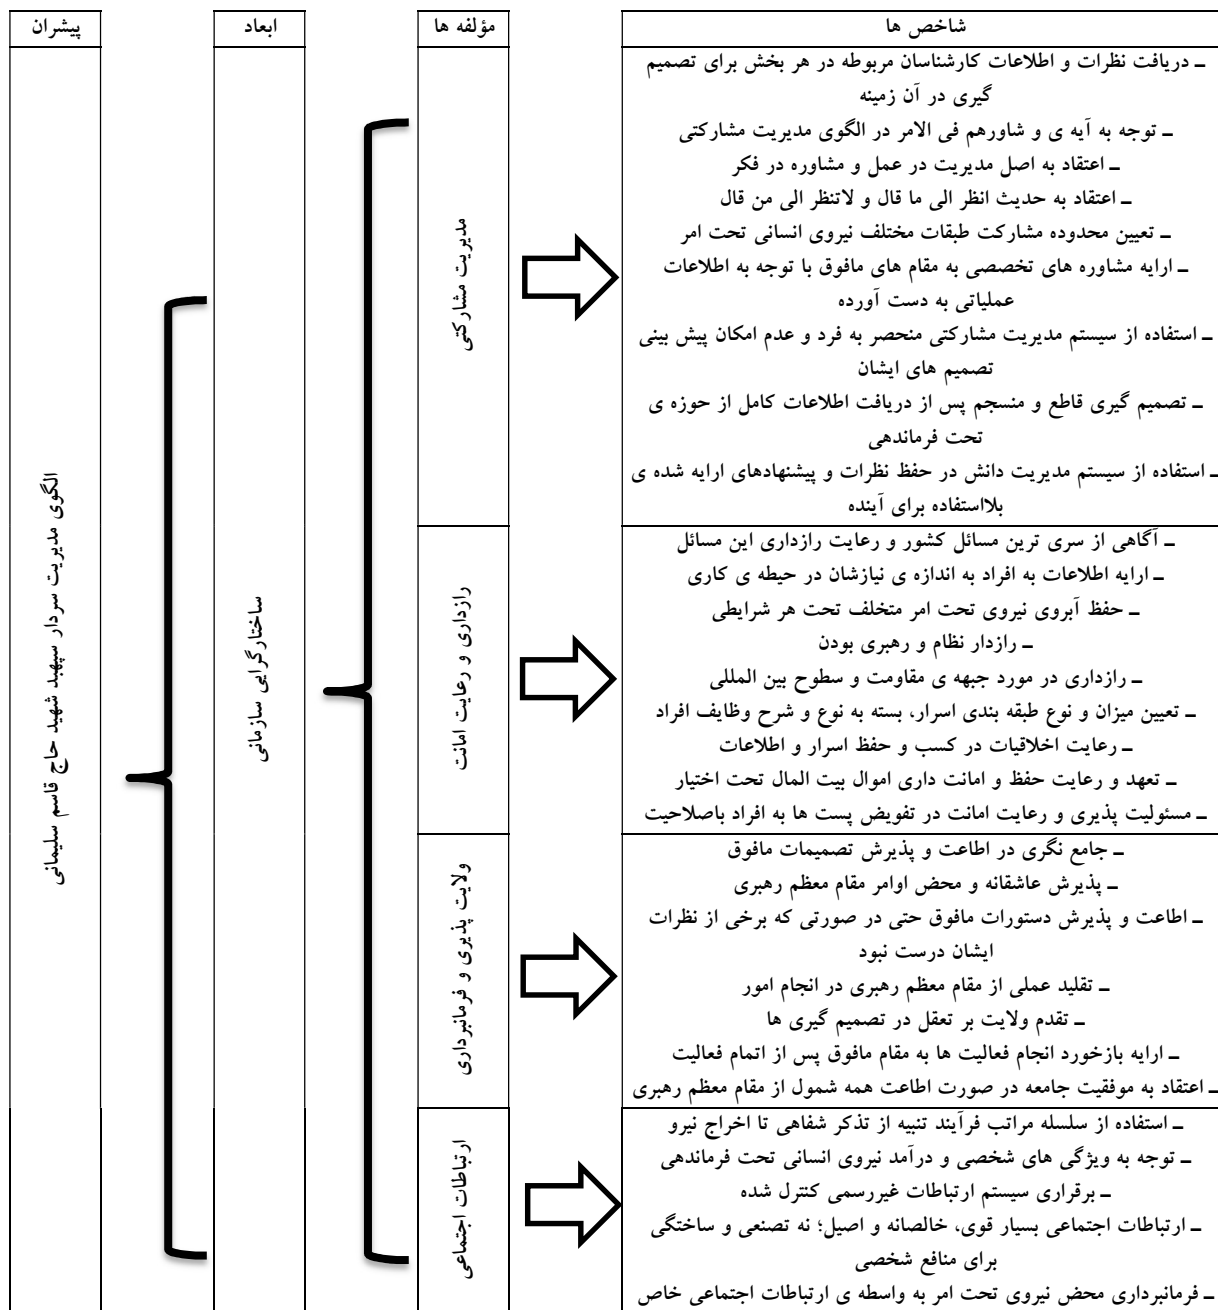 پیشران
ابعاد
مؤلفه ها
شاخص ها
الگوی مدیریت سردار سپهبد شهید حاج قاسم سلیمانی
ساختارگرایی سازمانی
مدیریت مشارکتی
ـ دریافت نظرات و اطلاعات کارشناسان مربوطه در هر بخش برای تصمیم
گیری در آن زمینه
ـ توجه به آیه ی و شاورهم فی الامر در الگوی مدیریت مشارکتی
ـ اعتقاد به اصل مدیریت در عمل و مشاوره در فکر
ـ اعتقاد به حدیث انظر الی ما قال و لاتنظر الی من قال
ـ تعیین محدوده مشارکت طبقات مختلف نیروی انسانی تحت امر
ـ ارایه مشاوره های تخصصی به مقام های مافوق با توجه به اطلاعات
عملیاتی به دست آورده
ـ استفاده از سیستم مدیریت مشارکتی منحصر به فرد و عدم امکان پیش بینی
تصمیم های ایشان
ـ تصمیم گیری قاطع و منسجم پس از دریافت اطلاعات کامل از حوزه ی
تحت فرماندهی
ـ استفاده از سیستم مدیریت دانش در حفظ نظرات و پیشنهادهای ارایه شده ی
بلااستفاده برای آینده
رازداری و رعایت امانت
ـ آگاهی از سری ترین مسائل کشور و رعایت رازداری این مسائل
ـ ارایه اطلاعات به افراد به اندازه ی نیازشان در حیطه ی کاری
ـ حفظ آبروی نیروی تحت امر متخلف تحت هر شرایطی
ـ رازدار نظام و رهبری بودن
ـ رازداری در مورد جبهه ی مقاومت و سطوح بین المللی
ـ تعیین میزان و نوع طبقه بندی اسرار، بسته به نوع و شرح وظایف افراد
ـ رعایت اخلاقیات در کسب و حفظ اسرار و اطلاعات
ـ تعهد و رعایت حفظ و امانت داری اموال بیت المال تحت اختیار
ـ مسئولیت پذیری و رعایت امانت در تفویض پست ها به افراد باصلاحیت
ولایت پذیری و فرمانبرداری
ـ جامع نگری در اطاعت و پذیرش تصمیمات مافوق
ـ پذیرش عاشقانه و محض اوامر مقام معظم رهبری
ـ اطاعت و پذیرش دستورات مافوق حتی در صورتی که برخی از نظرات
ایشان درست نبود
ـ تقلید عملی از مقام معظم رهبری در انجام امور
ـ تقدم ولایت بر تعقل در تصمیم گیری ها
ـ ارایه بازخورد انجام فعالیت ها به مقام مافوق پس از اتمام فعالیت
ـ اعتقاد به موفقیت جامعه در صورت اطاعت همه شمول از مقام معظم رهبری
ارتباطات اجتماعی
ـ استفاده از سلسله مراتب فرآیند تنبیه از تذکر شفاهی تا اخراج نیرو
ـ توجه به ویژگی های شخصی و درآمد نیروی انسانی تحت فرماندهی
ـ برقراری سیستم ارتباطات غیررسمی کنترل شده
ـ ارتباطات اجتماعی بسیار قوی، خالصانه و اصیل؛ نه تصنعی و ساختگی
برای منافع شخصی
ـ فرمانبرداری محض نیروی تحت امر به واسطه ی ارتباطات اجتماعی خاص